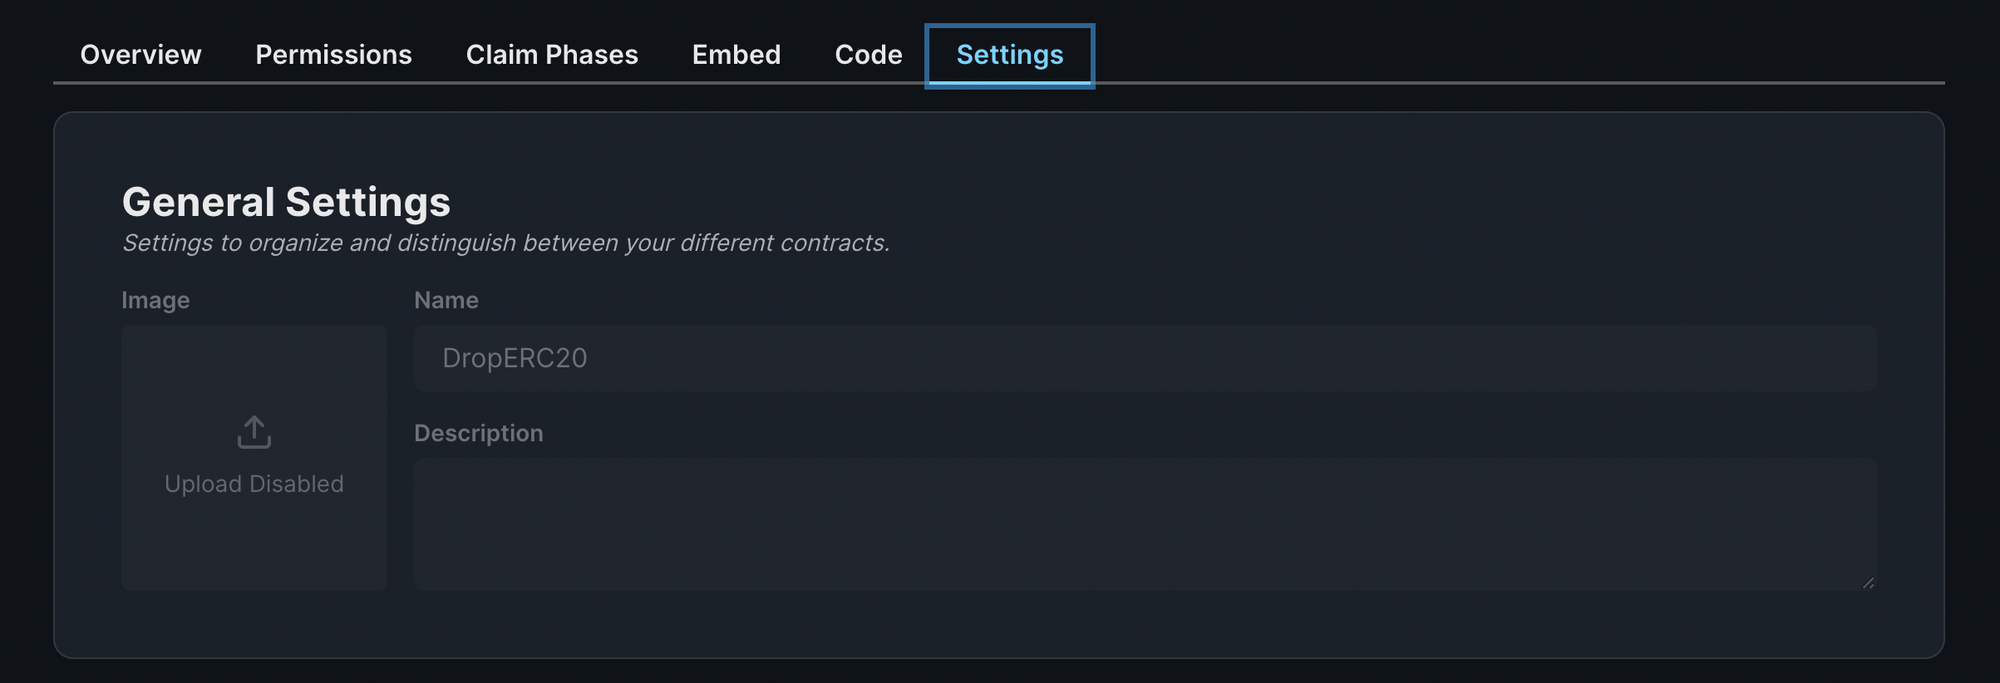 Overview Permissions Claim Phases Embed Code Settings
General Settings
Settings to organize and distinguish between your different contracts.
Image
Name
DropERC20
Description
Upload Disabled